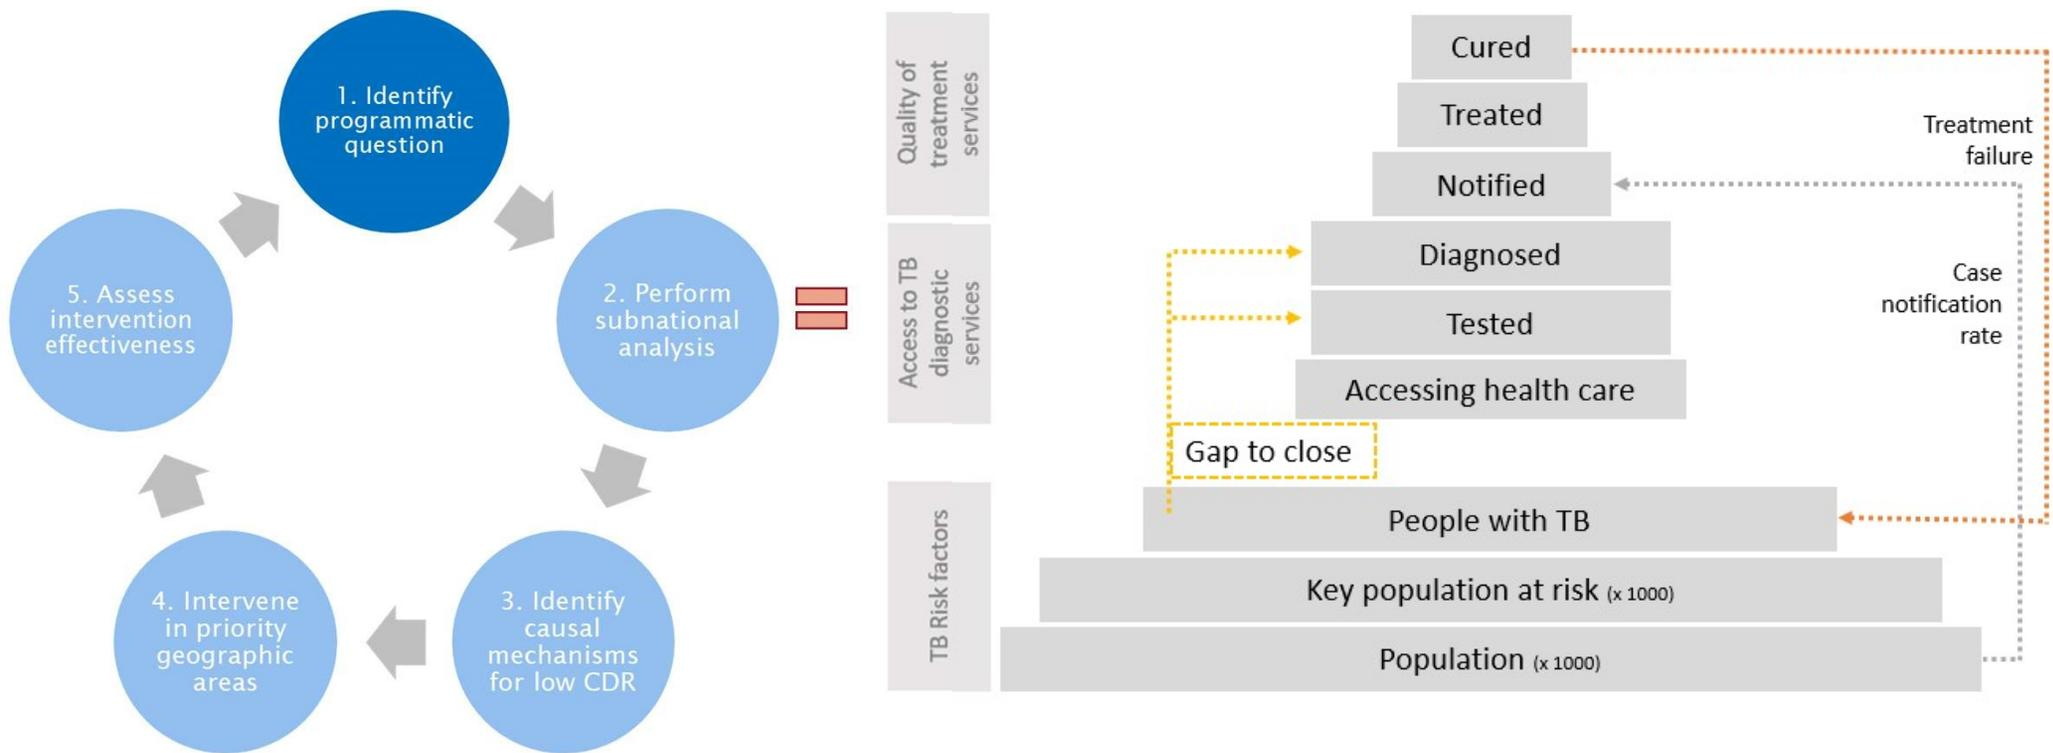 1. Identify
programmatic
question
2. Perform
subnational
analysis
3. Identify
causal
mechanisms
for low CDR
4. Intervene
in priority
geographic
areas
5. Assess
intervention
effectiveness
Quality of
treatment
services
Access to TB
diagnostic
services
TB Risk factors
Cured
Treated
Notified
Diagnosed
Tested
Accessing health care
Gap to close
People with TB
Key population at risk (x 1000)
Population (x 1000)
Treatment
failure
Case
notification
rate